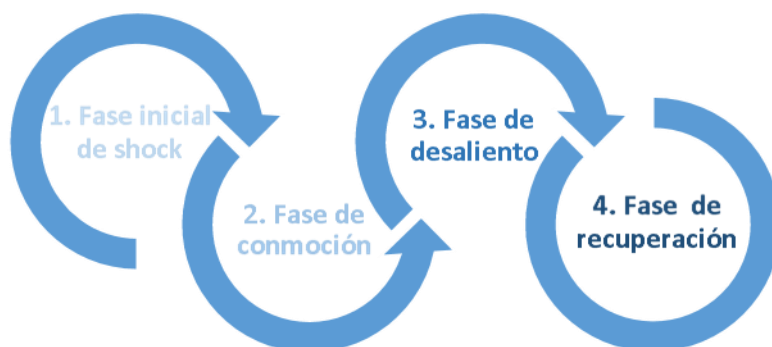 1. Fase inicial
de shock
2. Fase de
conmoción
3. Fase de
desaliento
4. Fase de
recuperación